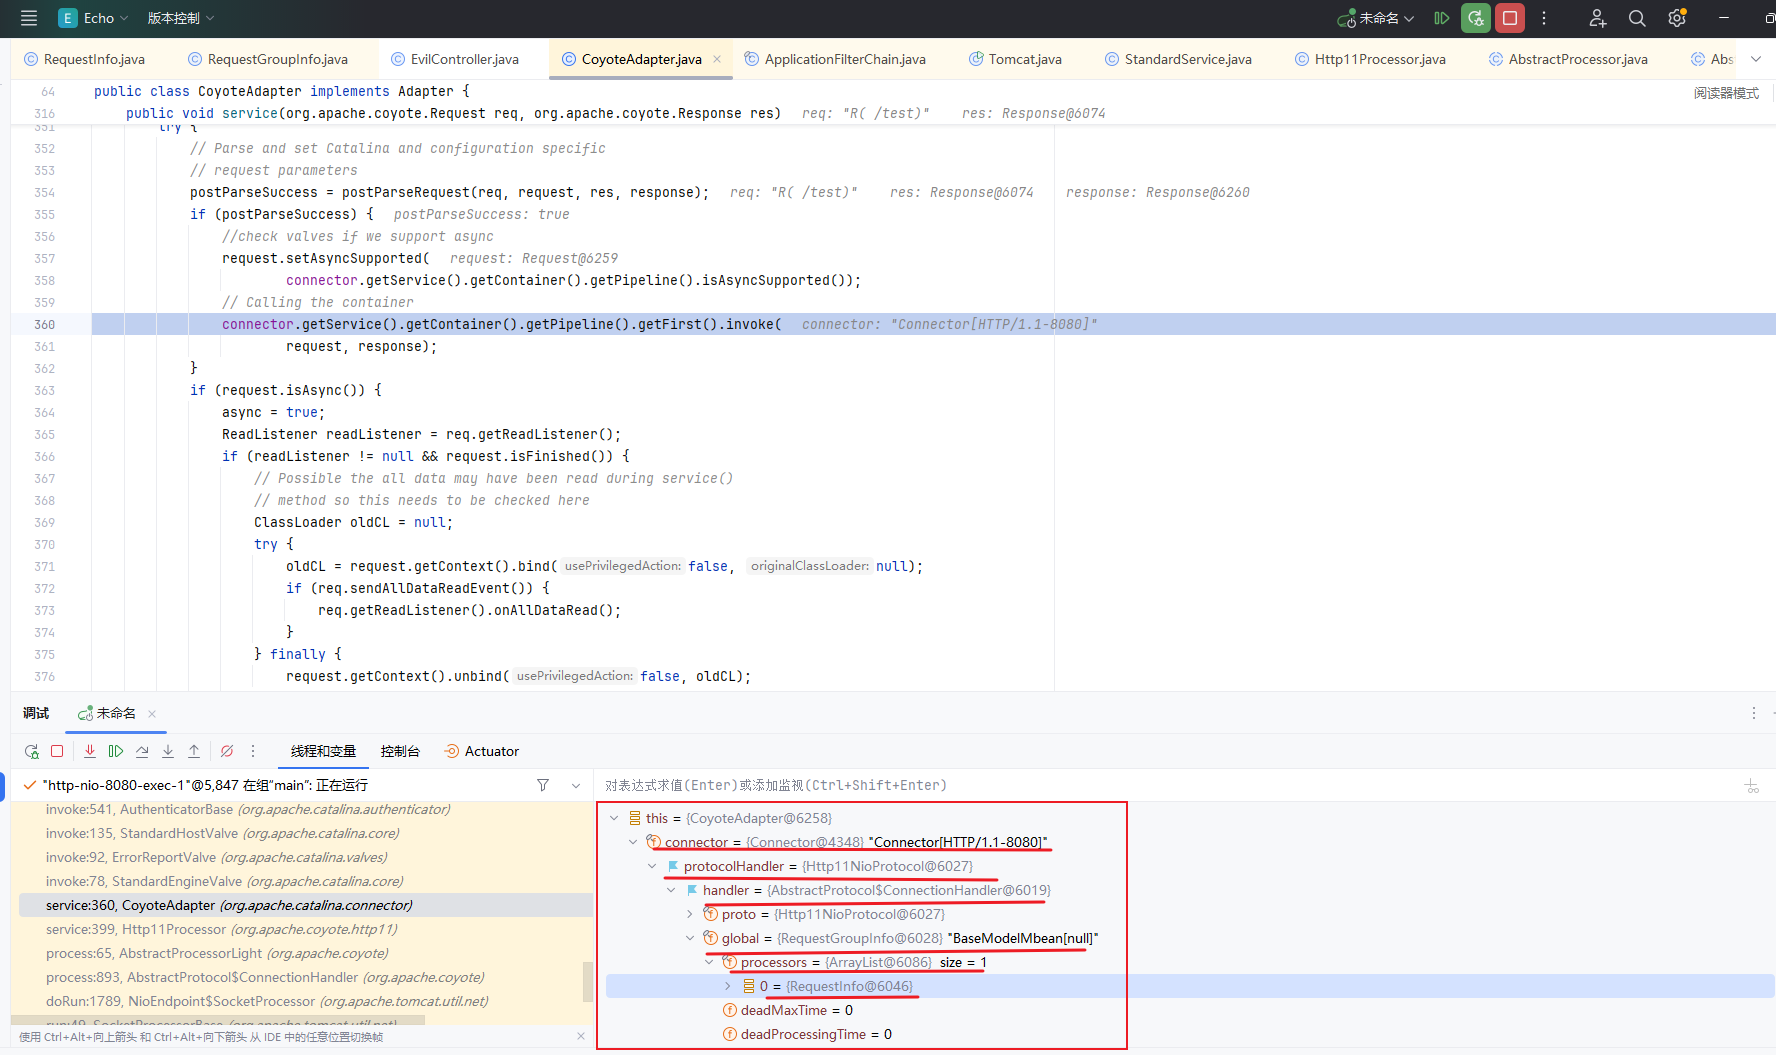 E Echo 版本控制 未命名
RequestInfo.java RequestGroupInfo.java EvilController.java CoyoteAdapter.java ApplicationFilterChain.java Tomcat.java StandardService.java Http11Processor.java AbstractProcessor.java Abs
64 public class CoyoteAdapter implements Adapter {
阅读器模式
316 public void service(org.apache.coyote.Request req, org.apache.coyote.Response res) req: "R( /test)" res: Response@6074
351 try {
352 // Parse and set Catalina and configuration specific
353 // request parameters
354 postParseSuccess = postParseRequest(req, request, res, response); req: "R( /test)" res: Response@6074 response: Response@6260
355 if (postParseSuccess) { postParseSuccess: true
356 //check valves if we support async
357 request.setAsyncSupported( request: Request@6259
358 connector.getService().getContainer().getPipeline().isAsyncSupported());
359 // Calling the container
360 connector.getService().getContainer().getPipeline().getFirst().invoke( connector: "Connector[HTTP/1.1-8080]"
361 request, response);
362 }
363 if (request.isAsync()) {
364 async = true;
365 ReadListener readListener = req.getReadListener();
366 if (readListener != null && request.isFinished()) {
367 // Possible the all data may have been read during service()
368 // method so this needs to be checked here
369 ClassLoader oldCL = null;
370 try {
371 oldCL = request.getContext().bind( usePrivilegedAction: false, originalClassLoader: null);
372 if (req.sendAllDataReadEvent()) {
373 req.getReadListener().onAllDataRead();
374 }
375 } finally {
376 request.getContext().unbind( usePrivilegedAction: false, oldCL);
调试 未命名
线程和变量 控制台 Actuator
"http-nio-8080-exec-1"@5,847 在组"main": 正在运行
invoke:541, AuthenticatorBase (org.apache.catalina.authenticator)
invoke:135, StandardHostValve (org.apache.catalina.core)
invoke:92, ErrorReportValve (org.apache.catalina.valves)
invoke:78, StandardEngineValve (org.apache.catalina.core)
service:360, CoyoteAdapter (org.apache.catalina.connector)
service:399, Http11Processor (org.apache.coyote.http11)
process:65, AbstractProcessorLight (org.apache.coyote)
process:893, AbstractProtocol$ConnectionHandler (org.apache.coyote)
doRun:1789, NioEndpoint$SocketProcessor (org.apache.tomcat.util.net)
run:49, SocketProcessorBase (org.apache.tomcat.util.net)
使用 Ctrl+Alt+向上箭头 和 Ctrl+Alt+向下箭头 从 IDE 中的任意位置切换帧
对表达式求值(Enter)或添加监视(Ctrl+Shift+Enter)
this = {CoyoteAdapter@6258}
connector = {Connector@4348} "Connector[HTTP/1.1-8080]"
protocolHandler = {Http11NioProtocol@6027}
handler = {AbstractProtocol$ConnectionHandler@6019}
proto = {Http11NioProtocol@6027}
global = {RequestGroupInfo@6028} "BaseModelMbean[null]"
processors = {ArrayList@6086} size = 1
0 = {RequestInfo@6046}
deadMaxTime = 0
deadProcessingTime = 0